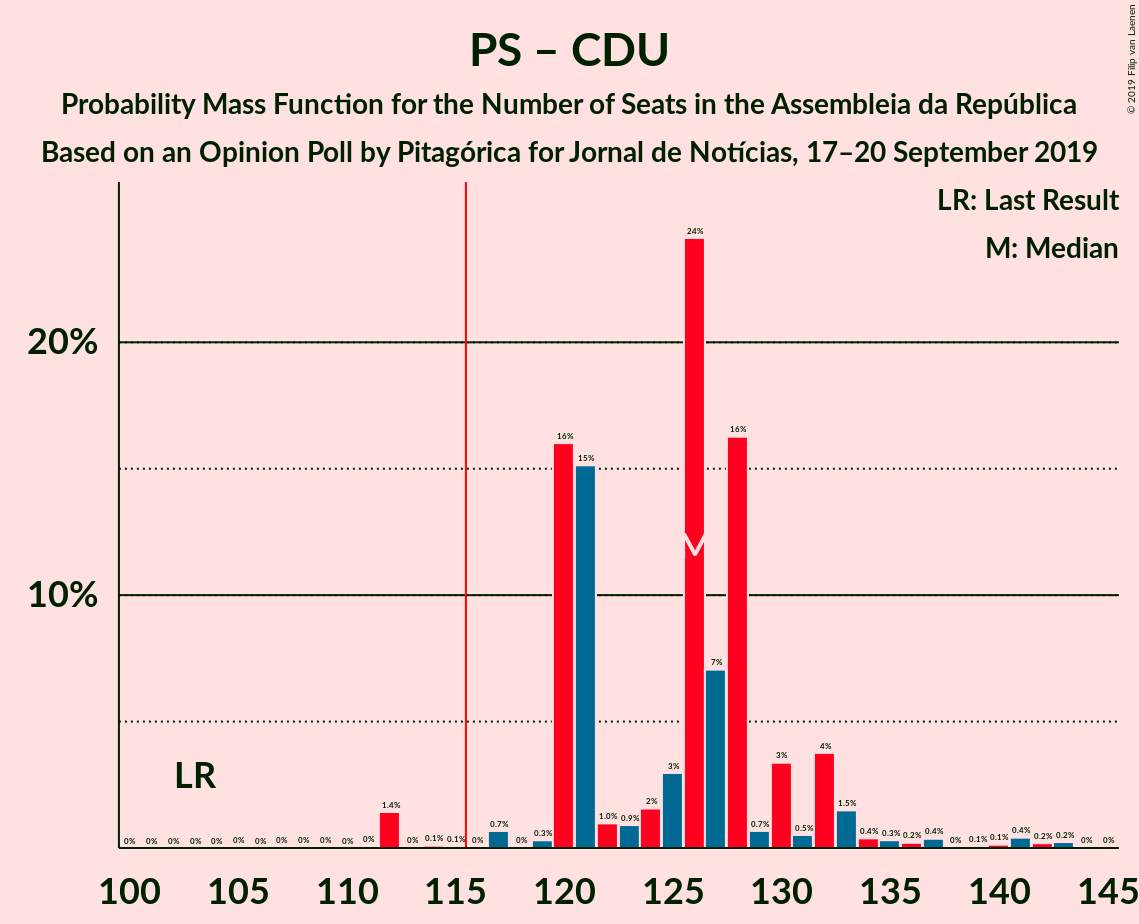 PS – CDU
Probability Mass Function for the Number of Seats in the Assembleia da República
Based on an Opinion Poll by Pitagórica for Jornal de Notícias, 17–20 September 2019
© 2019 Filip van Laenen
LR: Last Result
M: Median
20%
10%
0% 0% 0% 0% 0% 0% 0% 0% 0% 0% 0% 0% 1.4% 0% 0.1% 0.1% 0% 0.7% 0% 0.3% 16% 15% 1.0% 0.9% 2% 3% 24% 7% 16% 0.7% 3% 0.5% 4% 1.5% 0.4% 0.3% 0.2% 0.4% 0% 0.1% 0.1% 0.4% 0.2% 0.2% 0% 0%
M
LR
100 105 110 115 120 125 130 135 140 145